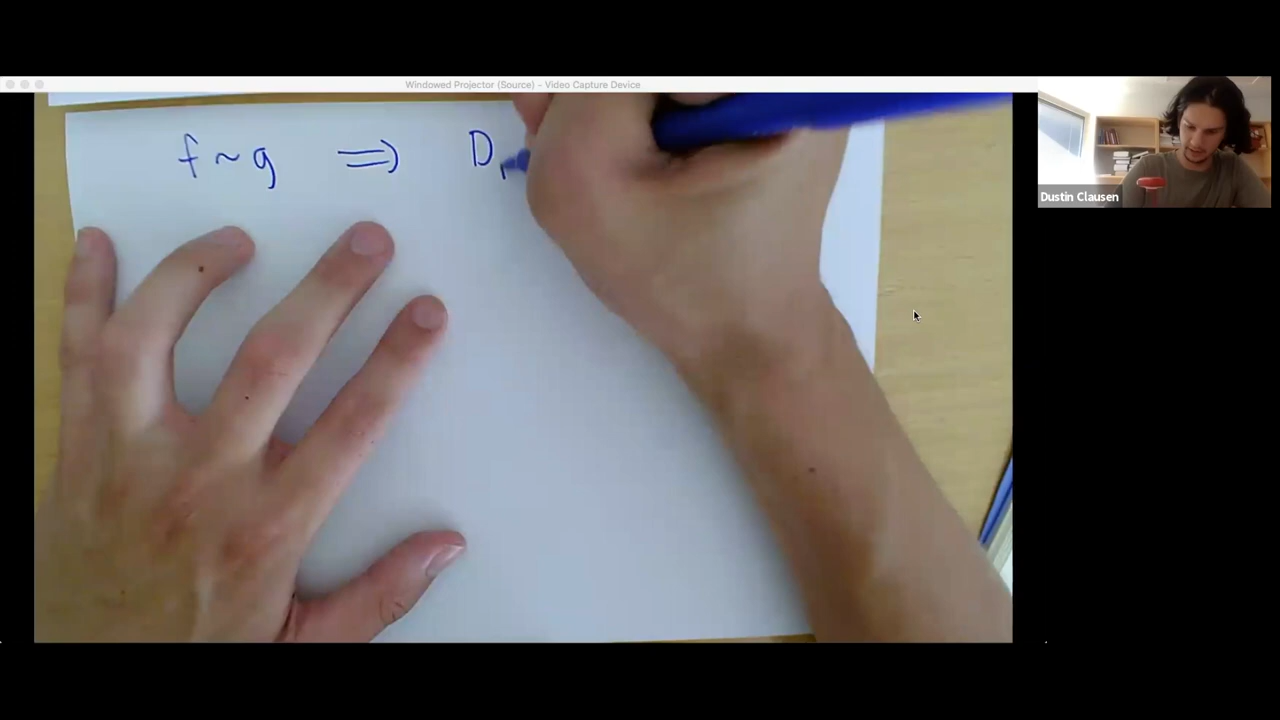 Windowed Projector (Source) - Video Capture Device
f ~ g ⟹ D
Dustin Clausen